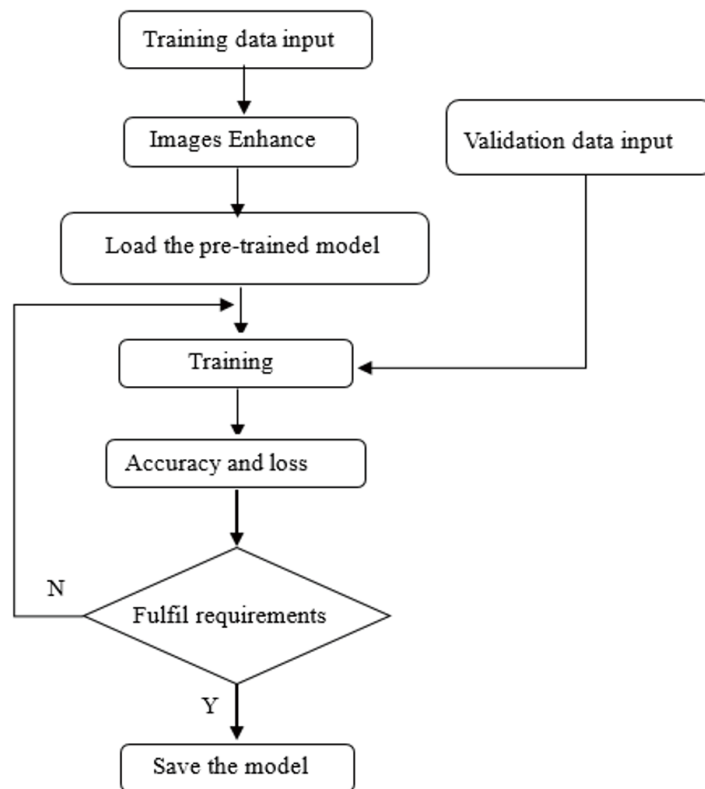 Training data input
Images Enhance
Validation data input
Load the pre-trained model
Training
Accuracy and loss
N
Fulfil requirements
Y
Save the model